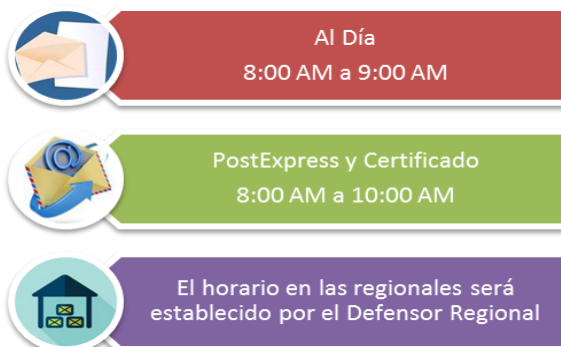 Al Día
8:00 AM a 9:00 AM
PostExpress y Certificado
8:00 AM a 10:00 AM
El horario en las regionales será
establecido por el Defensor Regional